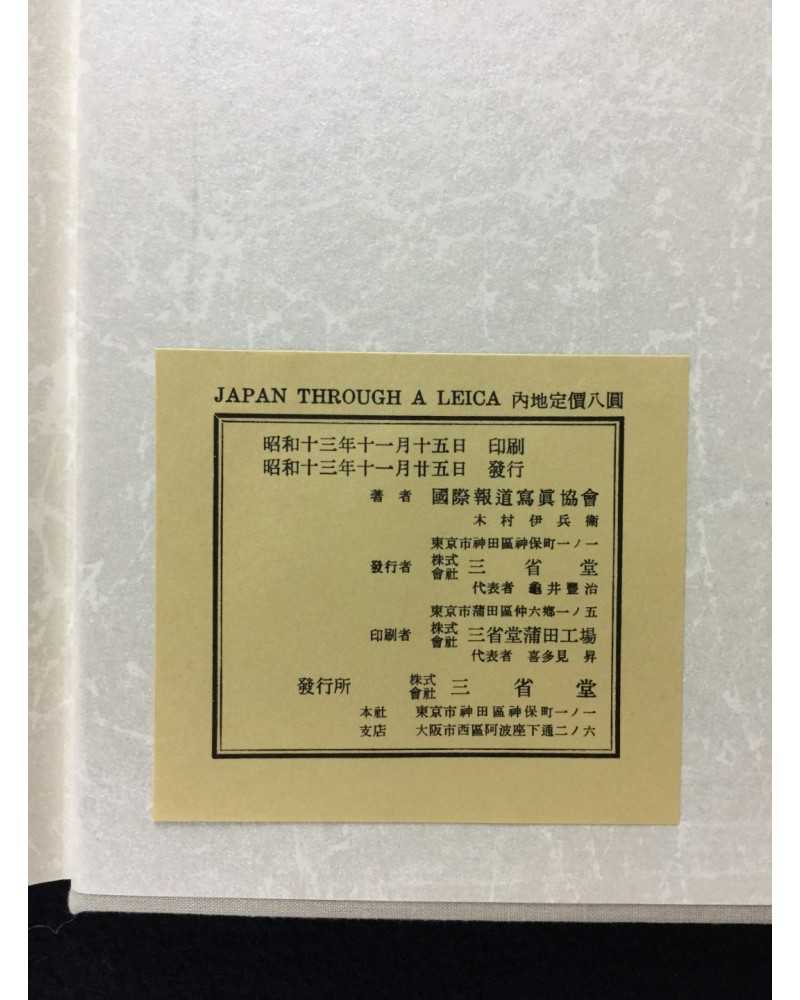 JAPAN THROUGH A LEICA 內地定價八圓
昭和十三年十一月十五日 印刷
昭和十三年十一月廿五日 發行
著者 國際報道寫眞協會
木村伊兵衞
東京市神田區神保町一ノ一
發行者 株式會社 三省堂
代表者 龜井豐治
東京市蒲田區仲六鄕一ノ五
印刷者 株式會社 三省堂蒲田工場
代表者 喜多見昇
發行所 株式會社 三省堂
本社 東京市神田區神保町一ノ一
支店 大阪市西區阿波座下通二ノ六